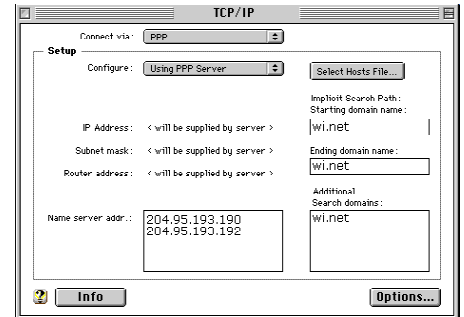 TCP/IP
Connect via: PPP
Setup
Configure: Using PPP Server
Select Hosts File...
Implicit Search Path:
Starting domain name:
IP Address: < will be supplied by server >
wi.net
Subnet mask: < will be supplied by server >
Ending domain name:
Router address: < will be supplied by server >
wi.net
Additional
Search domains:
Name server addr.: 204.95.193.190
204.95.193.192
wi.net
? Info
Options...